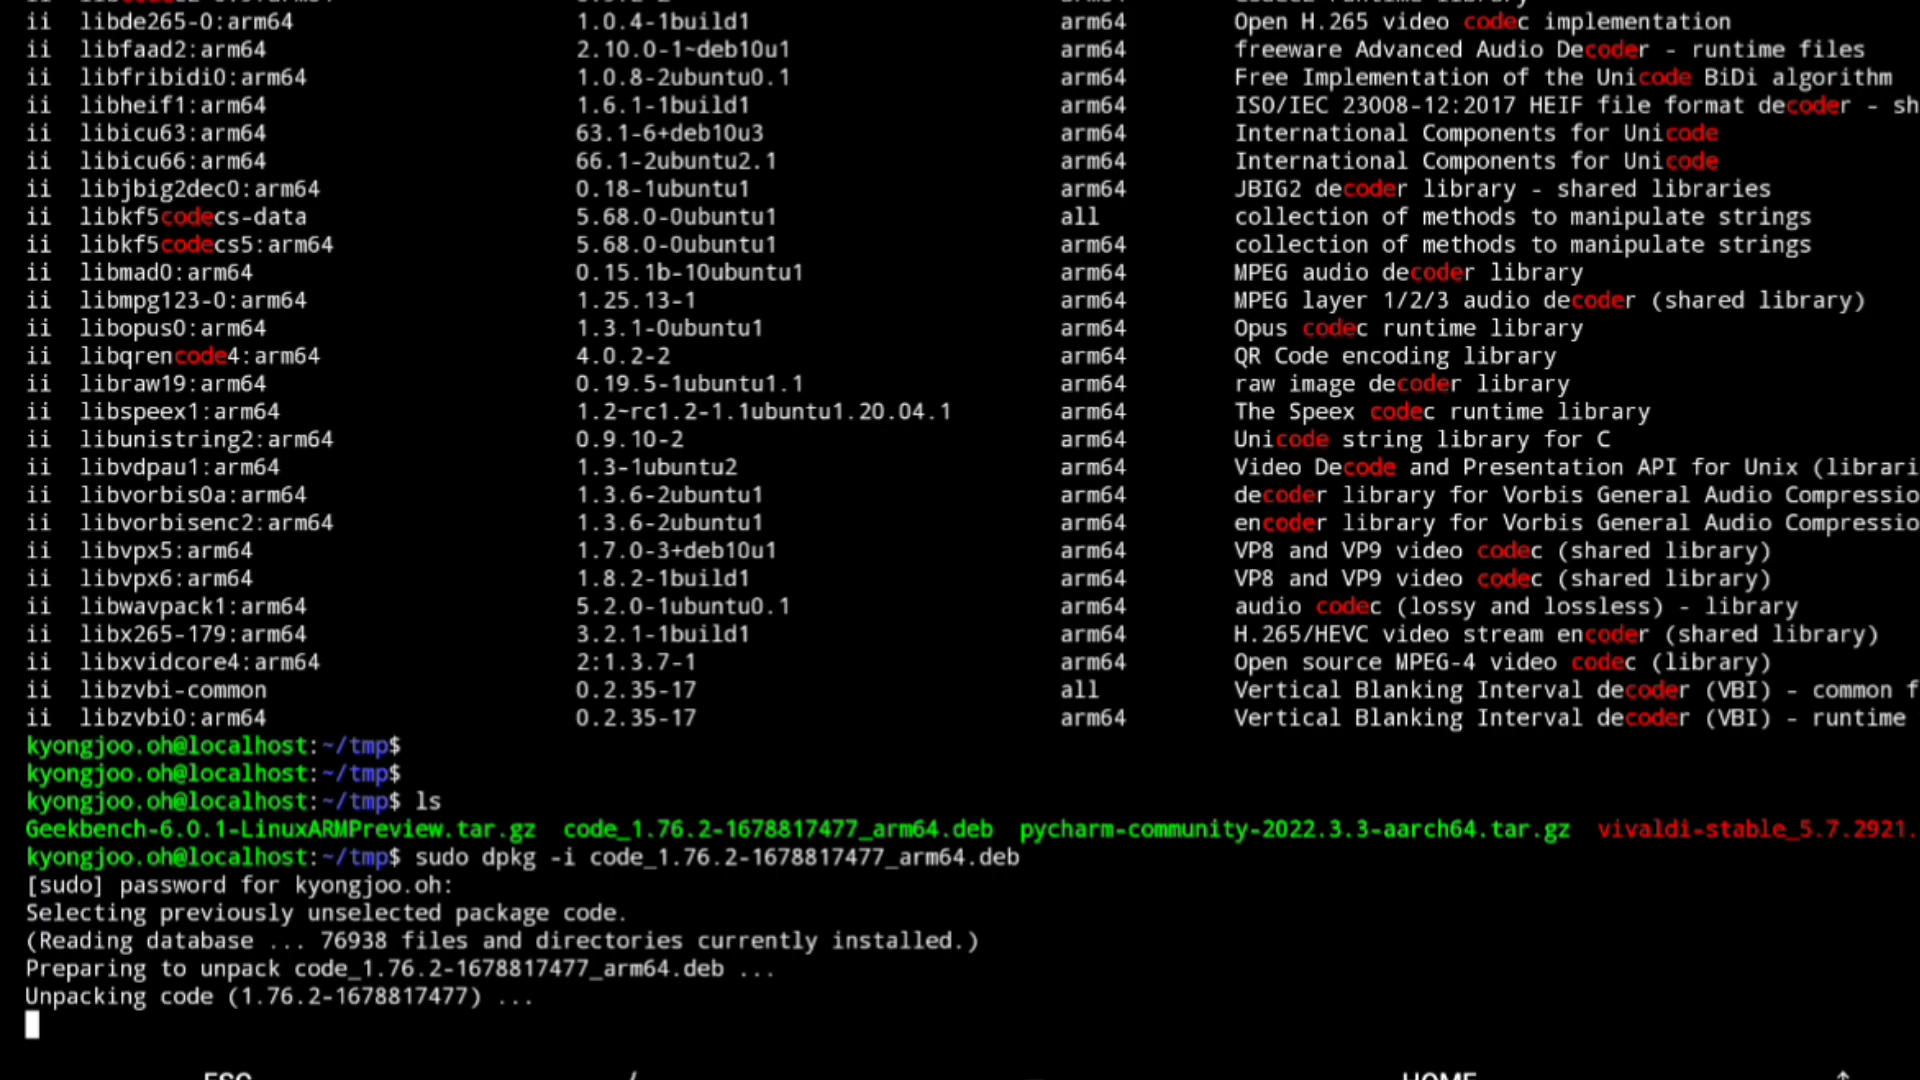 ii libde265-0:arm64 1.0.4-1build1 arm64 Open H.265 video codec implementation
ii libfaad2:arm64 2.10.0-1~deb10u1 arm64 freeware Advanced Audio Decoder - runtime files
ii libfribidi0:arm64 1.0.8-2ubuntu0.1 arm64 Free Implementation of the Unicode BiDi algorithm
ii libheif1:arm64 1.6.1-1build1 arm64 ISO/IEC 23008-12:2017 HEIF file format decoder - sh
ii libicu63:arm64 63.1-6+deb10u3 arm64 International Components for Unicode
ii libicu66:arm64 66.1-2ubuntu2.1 arm64 International Components for Unicode
ii libjbig2dec0:arm64 0.18-1ubuntu1 arm64 JBIG2 decoder library - shared libraries
ii libkf5codecs-data 5.68.0-0ubuntu1 all collection of methods to manipulate strings
ii libkf5codecs5:arm64 5.68.0-0ubuntu1 arm64 collection of methods to manipulate strings
ii libmad0:arm64 0.15.1b-10ubuntu1 arm64 MPEG audio decoder library
ii libmpg123-0:arm64 1.25.13-1 arm64 MPEG layer 1/2/3 audio decoder (shared library)
ii libopus0:arm64 1.3.1-0ubuntu1 arm64 Opus codec runtime library
ii libqrencode4:arm64 4.0.2-2 arm64 QR Code encoding library
ii libraw19:arm64 0.19.5-1ubuntu1.1 arm64 raw image decoder library
ii libspeex1:arm64 1.2~rc1.2-1.1ubuntu1.20.04.1 arm64 The Speex codec runtime library
ii libunistring2:arm64 0.9.10-2 arm64 Unicode string library for C
ii libvdpau1:arm64 1.3-1ubuntu2 arm64 Video Decode and Presentation API for Unix (librari
ii libvorbis0a:arm64 1.3.6-2ubuntu1 arm64 decoder library for Vorbis General Audio Compressio
ii libvorbisenc2:arm64 1.3.6-2ubuntu1 arm64 encoder library for Vorbis General Audio Compressio
ii libvpx5:arm64 1.7.0-3+deb10u1 arm64 VP8 and VP9 video codec (shared library)
ii libvpx6:arm64 1.8.2-1build1 arm64 VP8 and VP9 video codec (shared library)
ii libwavpack1:arm64 5.2.0-1ubuntu0.1 arm64 audio codec (lossy and lossless) - library
ii libx265-179:arm64 3.2.1-1build1 arm64 H.265/HEVC video stream encoder (shared library)
ii libxvidcore4:arm64 2:1.3.7-1 arm64 Open source MPEG-4 video codec (library)
ii libzvbi-common 0.2.35-17 all Vertical Blanking Interval decoder (VBI) - common f
ii libzvbi0:arm64 0.2.35-17 arm64 Vertical Blanking Interval decoder (VBI) - runtime
kyongjoo.oh@localhost:~/tmp$
kyongjoo.oh@localhost:~/tmp$
kyongjoo.oh@localhost:~/tmp$ ls
Geekbench-6.0.1-LinuxARMPreview.tar.gz code_1.76.2-1678817477_arm64.deb pycharm-community-2022.3.3-aarch64.tar.gz vivaldi-stable_5.7.2921.
kyongjoo.oh@localhost:~/tmp$ sudo dpkg -i code_1.76.2-1678817477_arm64.deb
[sudo] password for kyongjoo.oh:
Selecting previously unselected package code.
(Reading database ... 76938 files and directories currently installed.)
Preparing to unpack code_1.76.2-1678817477_arm64.deb ...
Unpacking code (1.76.2-1678817477) ...
ESC / HOME ↑